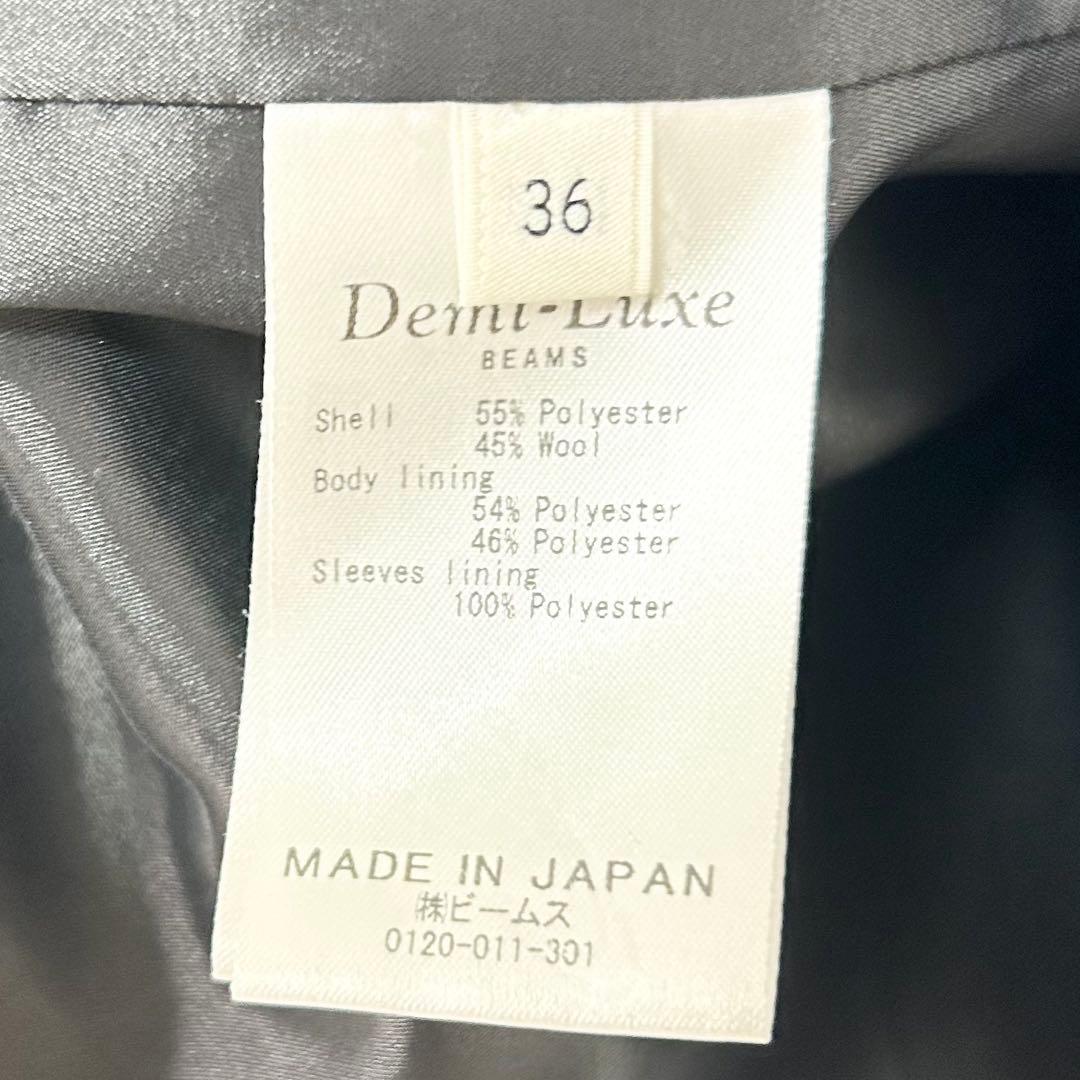 36
Demi-Luxe
BEAMS
Shell 55% Polyester
45% Wool
Body lining
54% Polyester
46% Polyester
Sleeves lining
100% Polyester
MADE IN JAPAN
㈱ビームス
0120-011-301